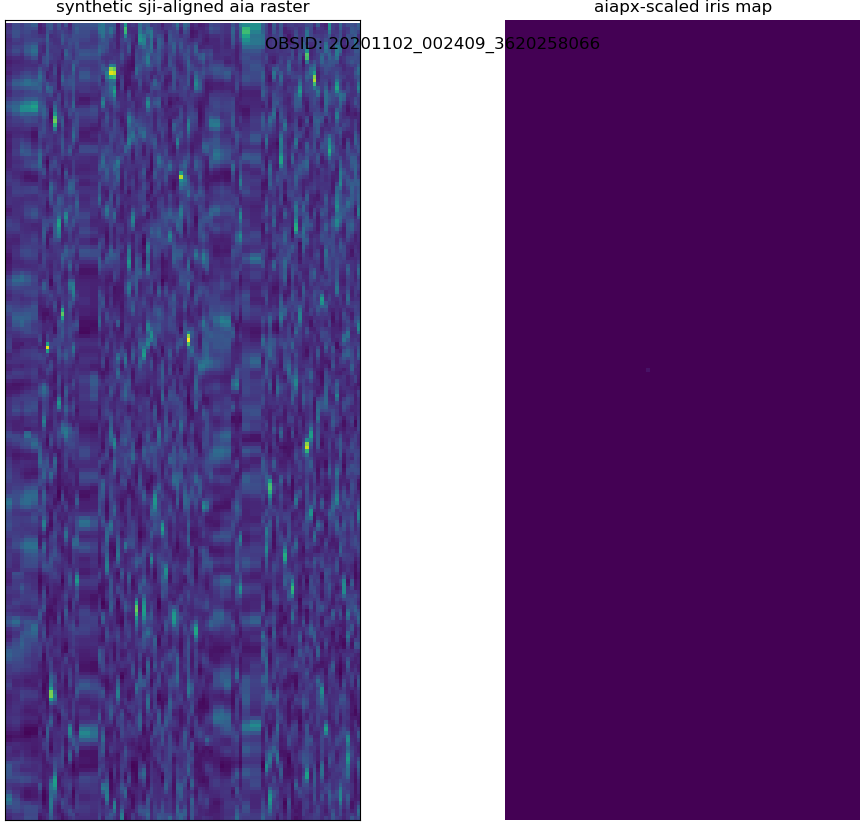 synthetic sji-aligned aia raster
aiapx-scaled iris map
OBSID: 20201102_002409_3620258066